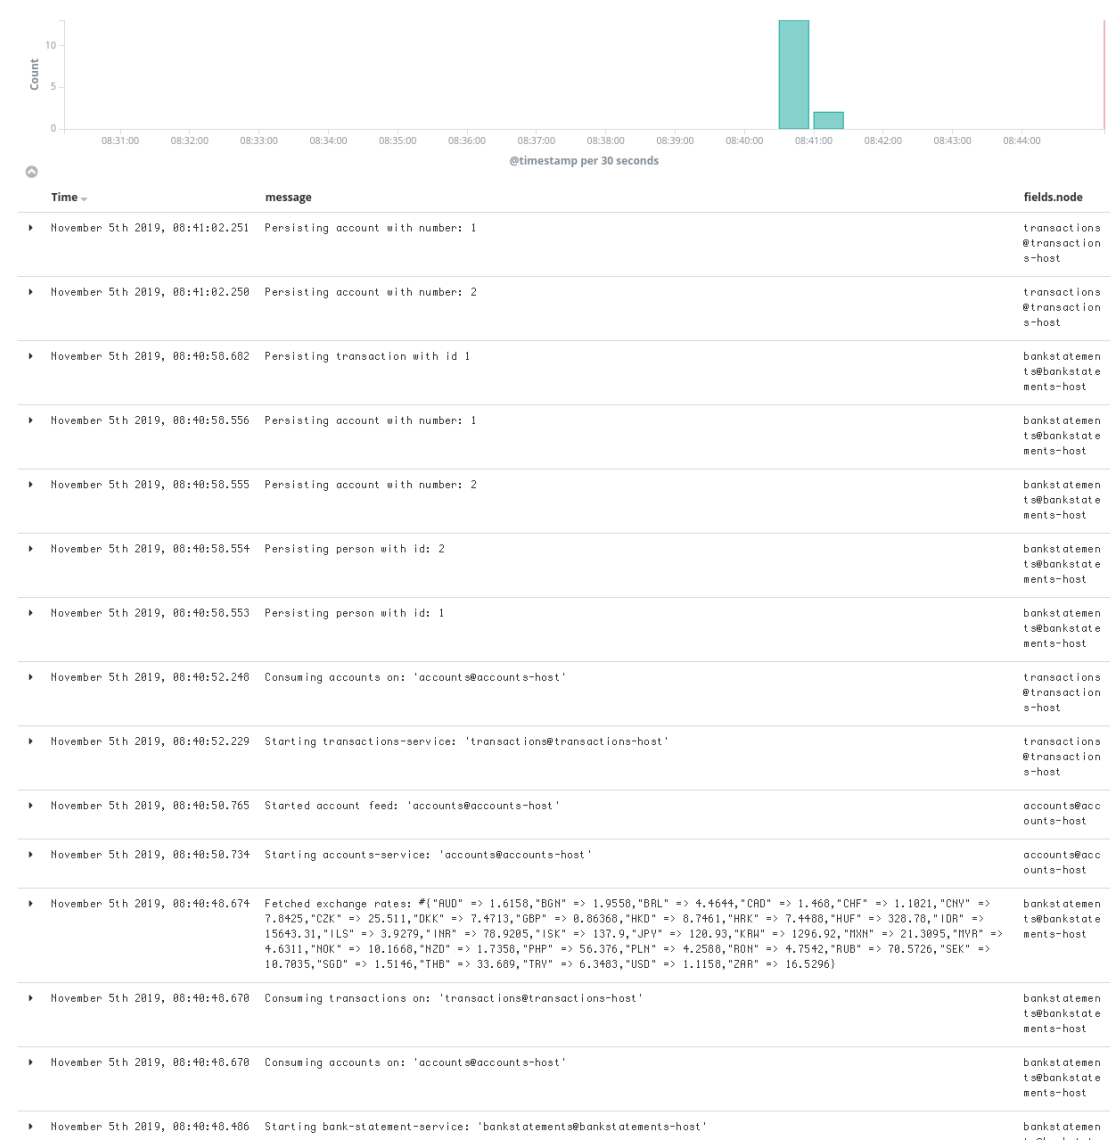 10
5
0
Count
08:31:00 08:32:00 08:33:00 08:34:00 08:35:00 08:36:00 08:37:00 08:38:00 08:39:00 08:40:00 08:41:00 08:42:00 08:43:00 08:44:00
@timestamp per 30 seconds
Time message fields.node
November 5th 2019, 08:41:02.251 Persisting account with number: 1 transactions
@transaction
s-host
November 5th 2019, 08:41:02.250 Persisting account with number: 2 transactions
@transaction
s-host
November 5th 2019, 08:40:58.682 Persisting transaction with id 1 bankstatemen
ts@bankstate
ments-host
November 5th 2019, 08:40:58.556 Persisting account with number: 1 bankstatemen
ts@bankstate
ments-host
November 5th 2019, 08:40:58.555 Persisting account with number: 2 bankstatemen
ts@bankstate
ments-host
November 5th 2019, 08:40:58.554 Persisting person with id: 2 bankstatemen
ts@bankstate
ments-host
November 5th 2019, 08:40:58.553 Persisting person with id: 1 bankstatemen
ts@bankstate
ments-host
November 5th 2019, 08:40:52.248 Consuming accounts on: 'accounts@accounts-host' transactions
@transaction
s-host
November 5th 2019, 08:40:52.229 Starting transactions-service: 'transactions@transactions-host' transactions
@transaction
s-host
November 5th 2019, 08:40:50.765 Started account feed: 'accounts@accounts-host' accounts@acc
ounts-host
November 5th 2019, 08:40:50.734 Starting accounts-service: 'accounts@accounts-host' accounts@acc
ounts-host
November 5th 2019, 08:40:48.674 Fetched exchange rates: #{"AUD" => 1.6158,"BGN" => 1.9558,"BRL" => 4.4644,"CAD" => 1.468,"CHF" => 1.1021,"CNY" => bankstatemen
7.8425,"CZK" => 25.511,"DKK" => 7.4713,"GBP" => 0.86368,"HKD" => 8.7461,"HRK" => 7.4488,"HUF" => 328.78,"IDR" => ts@bankstate
15643.31,"ILS" => 3.9279,"INR" => 78.9205,"ISK" => 137.9,"JPY" => 120.93,"KRW" => 1296.92,"MXN" => 21.3095,"MYR" => ments-host
4.6311,"NOK" => 10.1668,"NZD" => 1.7358,"PHP" => 56.376,"PLN" => 4.2588,"RON" => 4.7542,"RUB" => 70.5726,"SEK" =>
10.7035,"SGD" => 1.5146,"THB" => 33.689,"TRY" => 6.3483,"USD" => 1.1158,"ZAR" => 16.5296}
November 5th 2019, 08:40:48.670 Consuming transactions on: 'transactions@transactions-host' bankstatemen
ts@bankstate
ments-host
November 5th 2019, 08:40:48.670 Consuming accounts on: 'accounts@accounts-host' bankstatemen
ts@bankstate
ments-host
November 5th 2019, 08:40:48.486 Starting bank-statement-service: 'bankstatements@bankstatements-host' bankstatemen